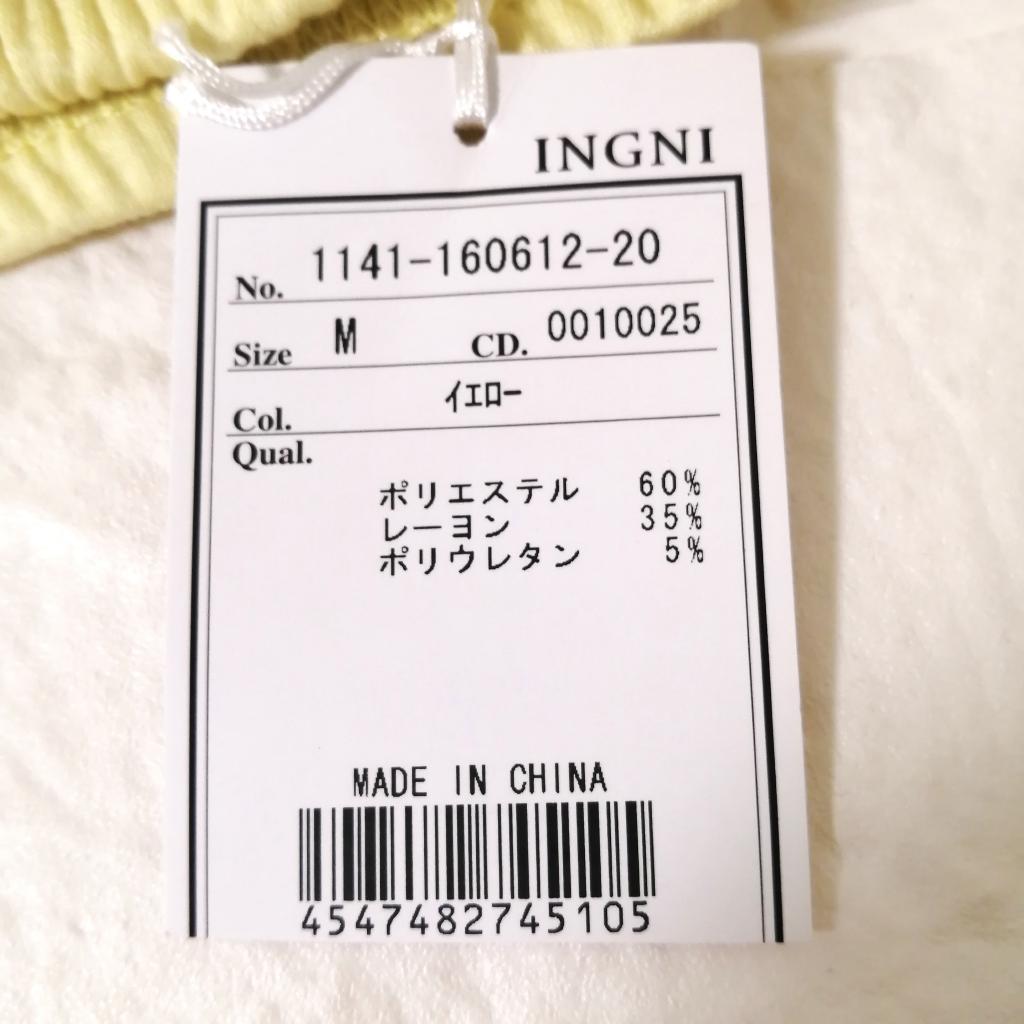 INGNI
No. 1141-160612-20
Size M CD. 0010025
Col. イエロー
Qual.
ポリエステル 60%
レーヨン 35%
ポリウレタン 5%
MADE IN CHINA
4547482745105